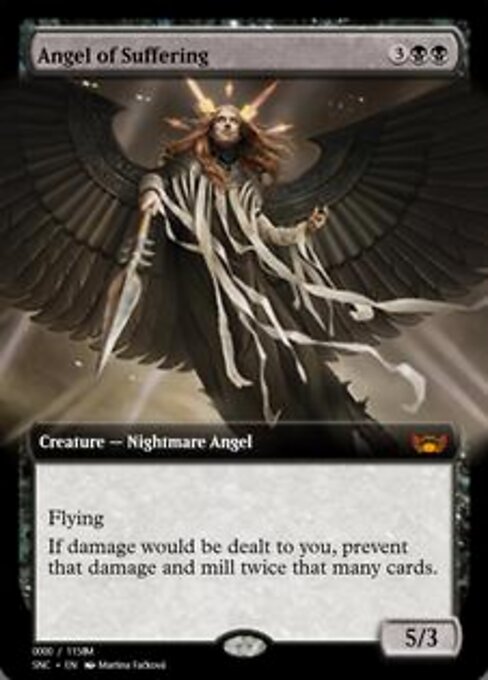 Angel of Suffering 3
Creature — Nightmare Angel
Flying
If damage would be dealt to you, prevent
that damage and mill twice that many cards.
5/3
SNC • EN Martina Fačková